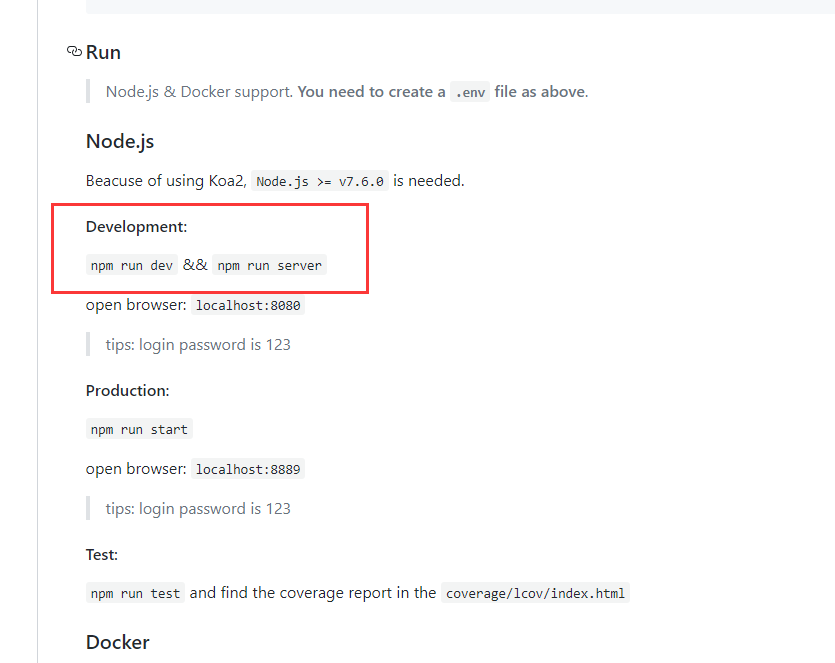 Run
Node.js & Docker support. You need to create a .env file as above.
Node.js
Beacuse of using Koa2, Node.js >= v7.6.0 is needed.
Development:
npm run dev && npm run server
open browser: localhost:8080
tips: login password is 123
Production:
npm run start
open browser: localhost:8889
tips: login password is 123
Test:
npm run test and find the coverage report in the coverage/lcov/index.html
Docker